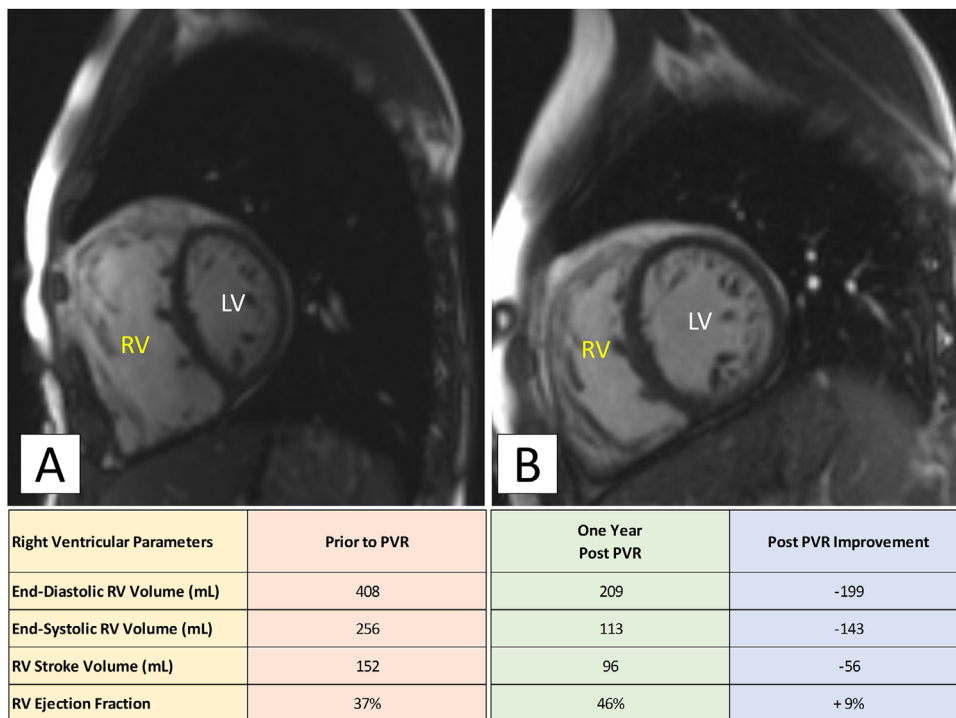 LV
RV
A
LV
RV
B
Right Ventricular Parameters
Prior to PVR
One Year
Post PVR
Post PVR Improvement
End-Diastolic RV Volume (mL)
408
209
-199
End-Systolic RV Volume (mL)
256
113
-143
RV Stroke Volume (mL)
152
96
-56
RV Ejection Fraction
37%
46%
+ 9%